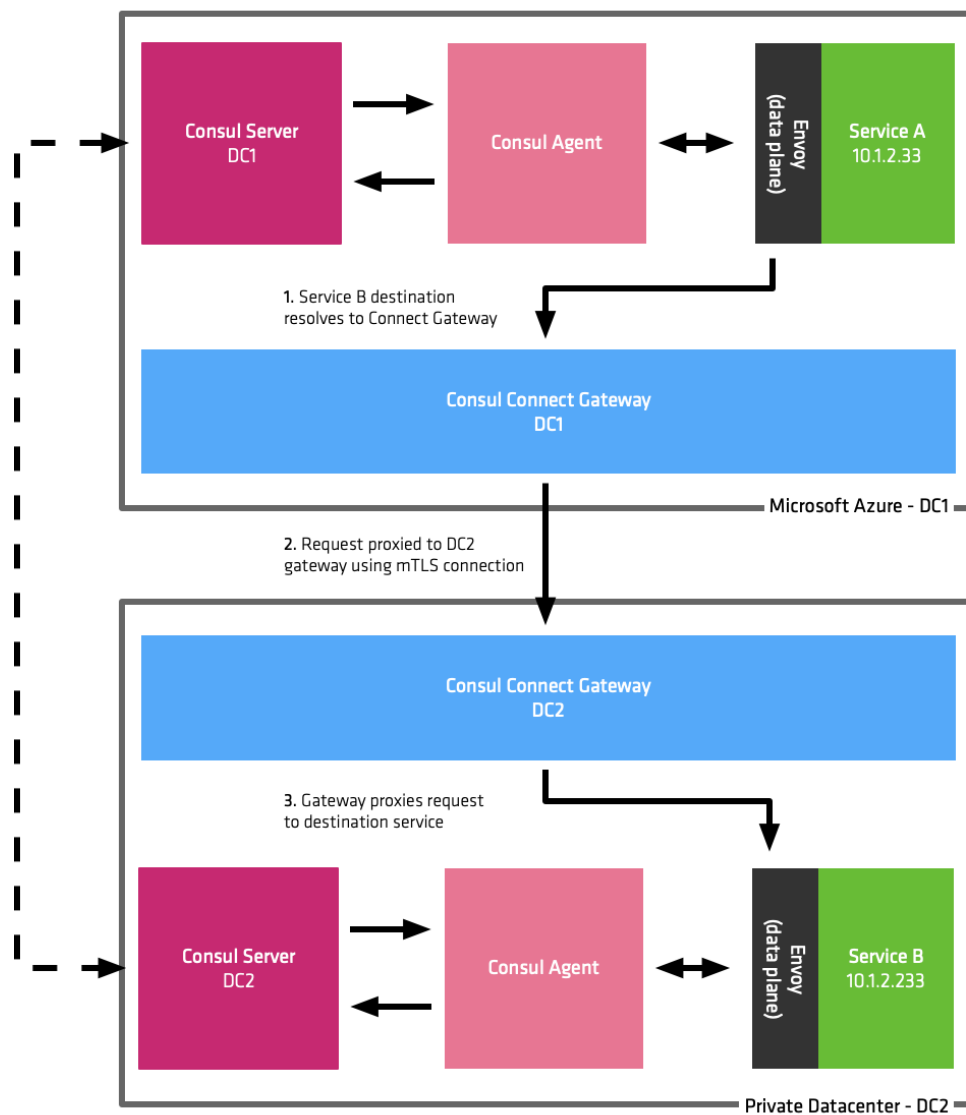 Consul Server
DC1
Consul Agent
Envoy
(data plane)
Service A
10.1.2.33
1. Service B destination
resolves to Connect Gateway
Consul Connect Gateway
DC1
Microsoft Azure - DC1
2. Request proxied to DC2
gateway using mTLS connection
Consul Connect Gateway
DC2
3. Gateway proxies request
to destination service
Consul Server
DC2
Consul Agent
Envoy
(data plane)
Service B
10.1.2.233
Private Datacenter - DC2